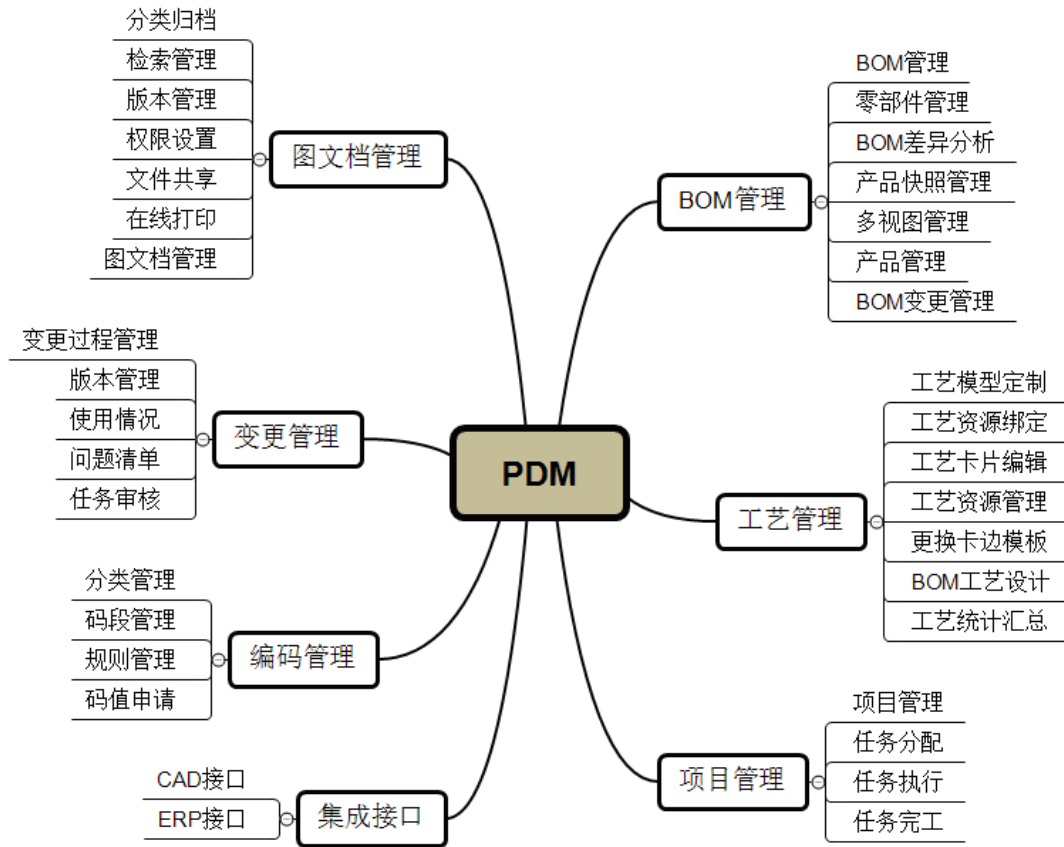 PDM
图文档管理
分类归档
检索管理
版本管理
权限设置
文件共享
在线打印
图文档管理
变更管理
变更过程管理
版本管理
使用情况
问题清单
任务审核
编码管理
分类管理
码段管理
规则管理
码值申请
集成接口
CAD接口
ERP接口
BOM管理
BOM管理
零部件管理
BOM差异分析
产品快照管理
多视图管理
产品管理
BOM变更管理
工艺管理
工艺模型定制
工艺资源绑定
工艺卡片编辑
工艺资源管理
更换卡边模板
BOM工艺设计
工艺统计汇总
项目管理
项目管理
任务分配
任务执行
任务完工